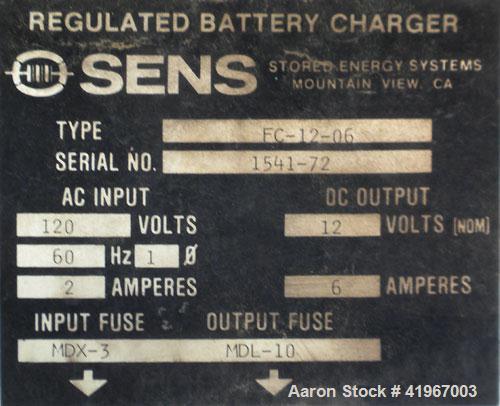 REGULATED BATTERY CHARGER
SENS STORED ENERGY SYSTEMS
MOUNTAIN VIEW, CA
TYPE FC-12-06
SERIAL NO. 1541-72
AC INPUT DC OUTPUT
120 VOLTS 12 VOLTS [NOM]
60 Hz 1 Ø
2 AMPERES 6 AMPERES
INPUT FUSE OUTPUT FUSE
MDX-3 MDL-10
Aaron Stock # 41967003